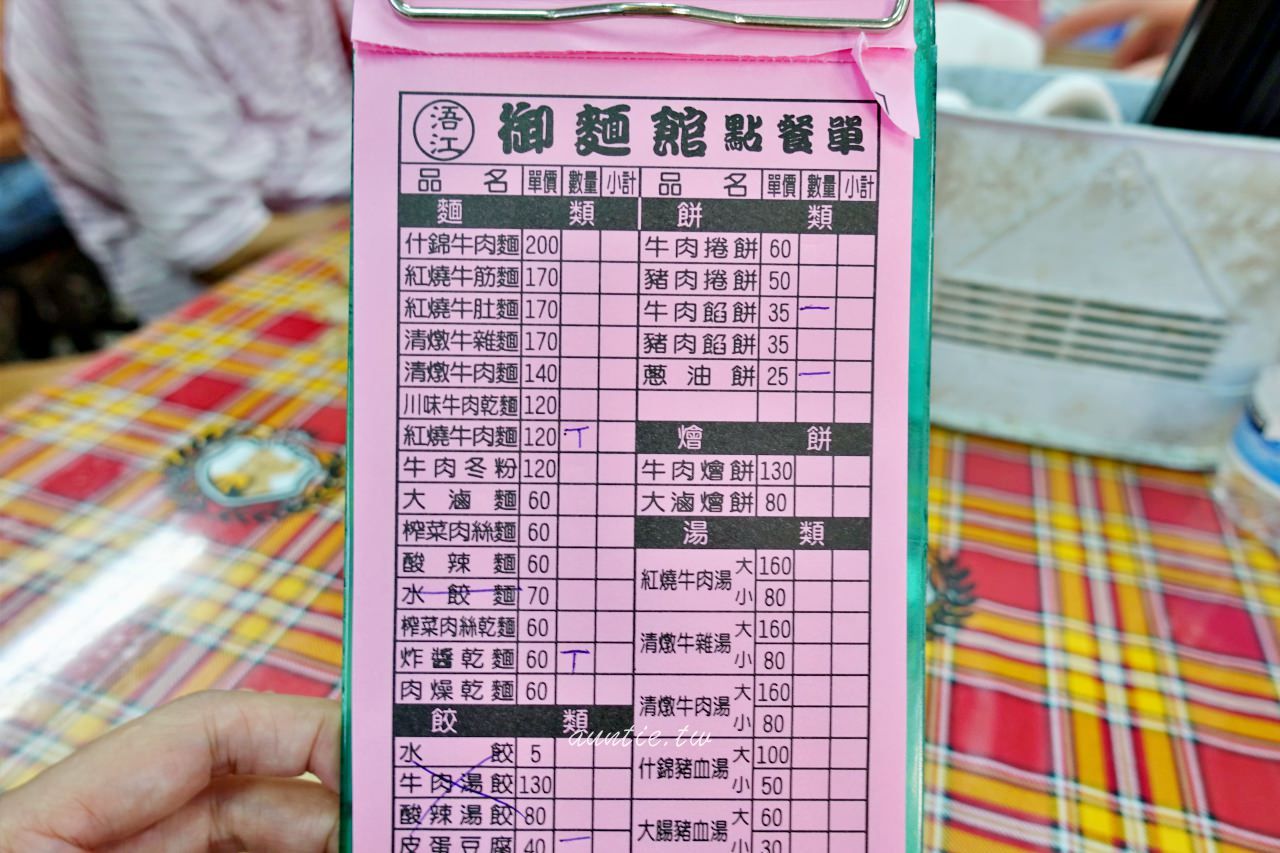 浯江 御麵館點餐單
品名 單價 數量 小計 品名 單價 數量 小計
麵類
什錦牛肉麵 200
紅燒牛筋麵 170
紅燒牛肚麵 170
清燉牛雜麵 170
清燉牛肉麵 140
川味牛肉乾麵 120
紅燒牛肉麵 120 T
牛肉冬粉 120
大滷麵 60
榨菜肉絲麵 60
酸辣麵 60
水餃麵 70
榨菜肉絲乾麵 60
炸醬乾麵 60 T
肉燥乾麵 60
餃類
水餃 5
牛肉湯餃 130
酸辣湯餃 80
皮蛋豆腐 40 一
餅類
牛肉捲餅 60
豬肉捲餅 50
牛肉餡餅 35 一
豬肉餡餅 35
蔥油餅 25 一
燴餅
牛肉燴餅 130
大滷燴餅 80
湯類
紅燒牛肉湯 大 160
小 80
清燉牛雜湯 大 160
小 80
清燉牛肉湯 大 160
小 80
什錦豬血湯 大 100
小 50
大腸豬血湯 大 60
小 30
auntie.tw